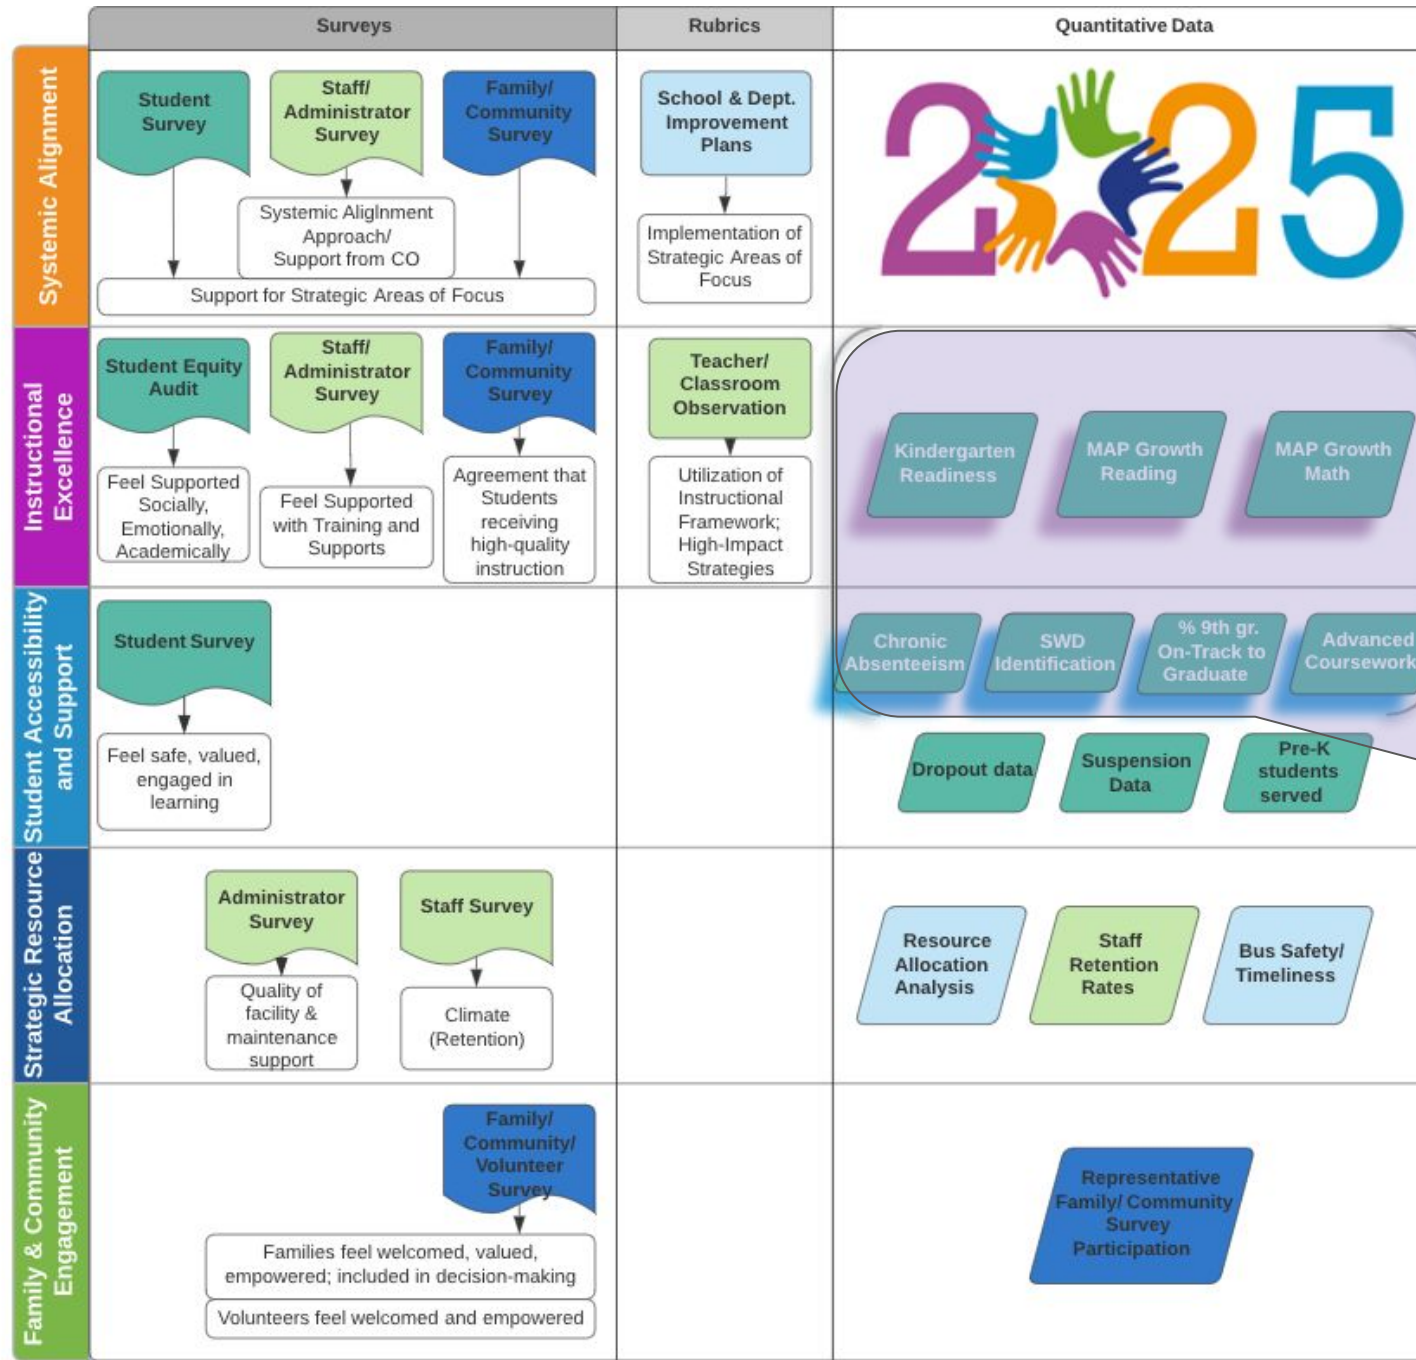 Surveys
Rubrics
Quantitative Data
Systemic Alignment
Student
Survey
Staff/
Administrator
Survey
Family/
Community
Survey
School & Dept.
Improvement
Plans
2025
Systemic AligInment
Approach/
Support from CO
Support for Strategic Areas of Focus
Implementation of
Strategic Areas of
Focus
Instructional
Excellence
Student Equity
Audit
Staff/
Administrator
Survey
Family/
Community
Survey
Teacher/
Classroom
Observation
Feel Supported
Socially,
Emotionally,
Academically
Feel Supported
with Training and
Supports
Agreement that
Students
receiving
high-quality
instruction
Utilization of
Instructional
Framework;
High-Impact
Strategies
Kindergarten
Readiness
MAP Growth
Reading
MAP Growth
Math
Student Accessibility
and Support
Student Survey
Feel safe, valued,
engaged in
learning
Chronic
Absenteeism
SWD
Identification
% 9th gr.
On-Track to
Graduate
Advanced
Coursework
Dropout data
Suspension
Data
Pre-K
students
served
Strategic Resource
Allocation
Administrator
Survey
Staff Survey
Quality of
facility &
maintenance
support
Climate
(Retention)
Resource
Allocation
Analysis
Staff
Retention
Rates
Bus Safety/
Timeliness
Family & Community
Engagement
Family/
Community/
Volunteer
Survey
Families feel welcomed, valued,
empowered; included in decision-making
Volunteers feel welcomed and empowered
Representative
Family/ Community
Survey
Participation